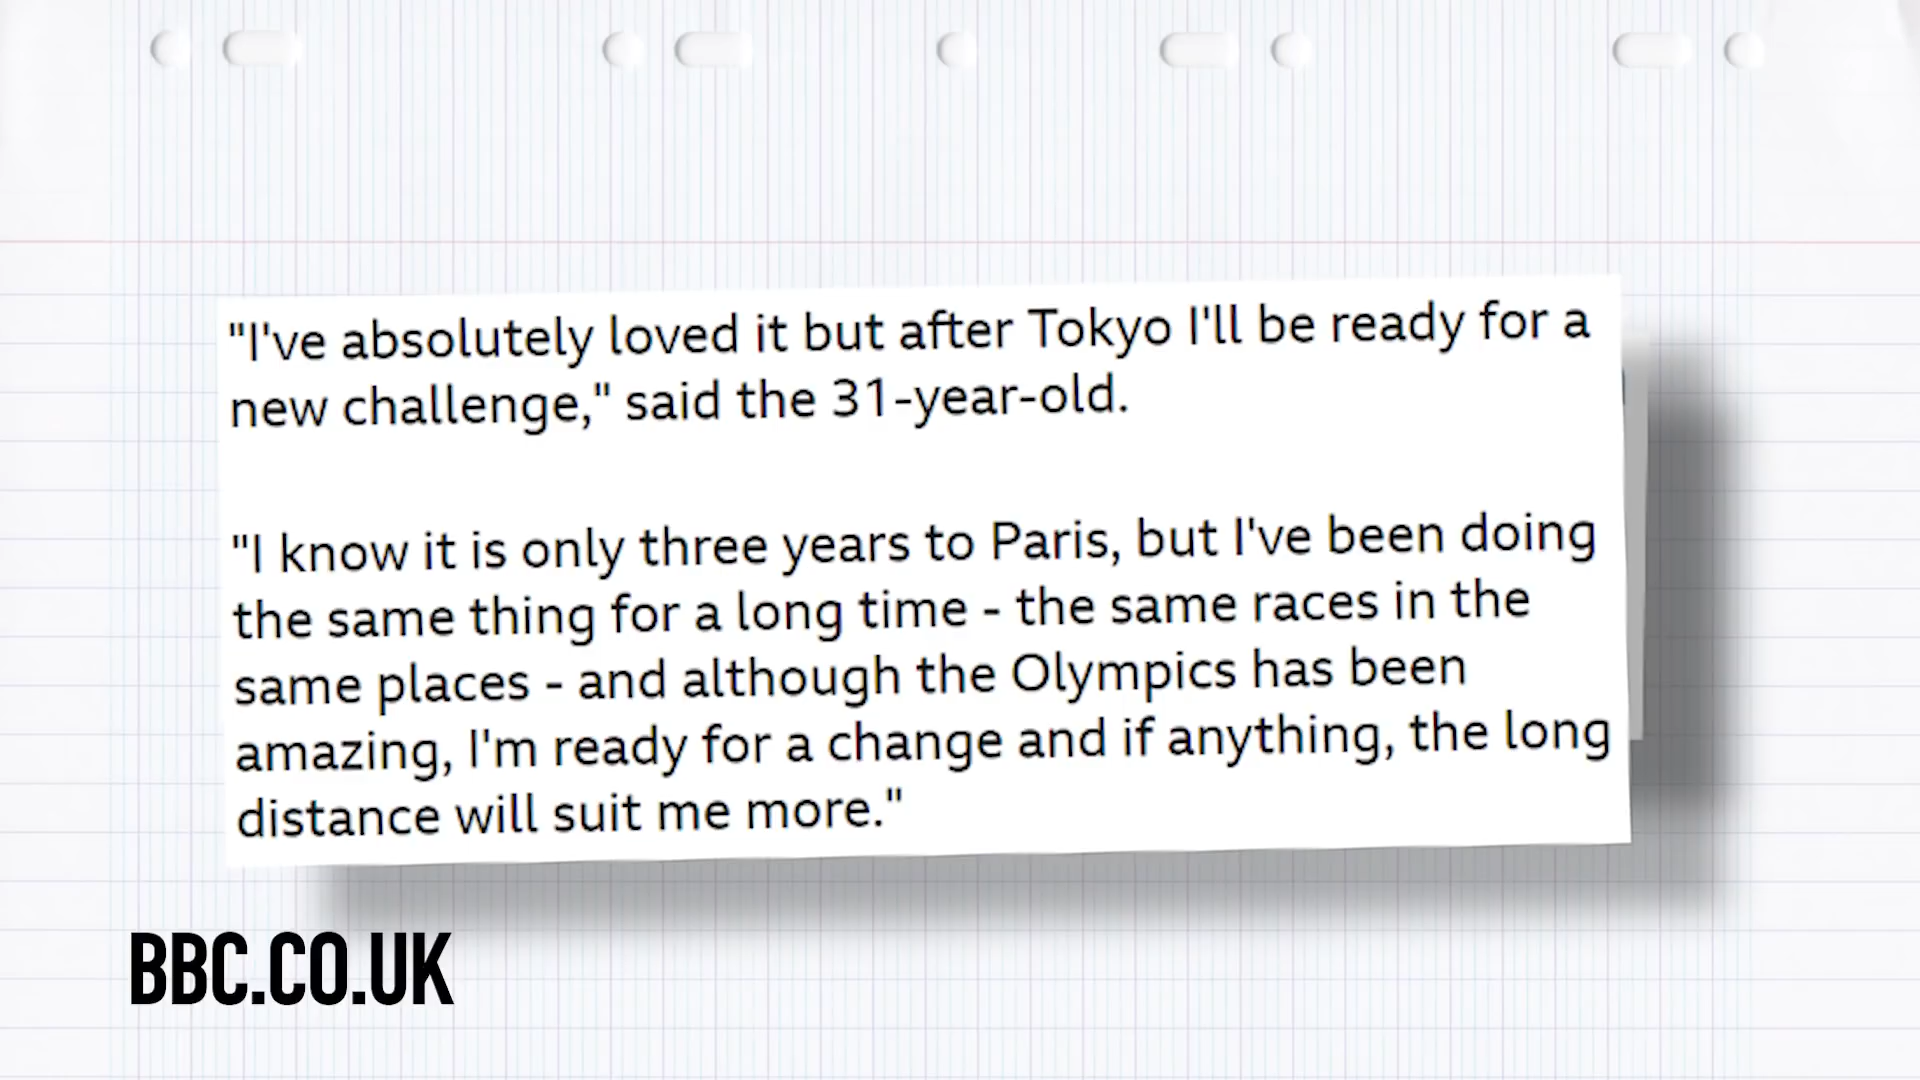 "I've absolutely loved it but after Tokyo I'll be ready for a
new challenge," said the 31-year-old.
"I know it is only three years to Paris, but I've been doing
the same thing for a long time - the same races in the
same places - and although the Olympics has been
amazing, I'm ready for a change and if anything, the long
distance will suit me more."
BBC.CO.UK